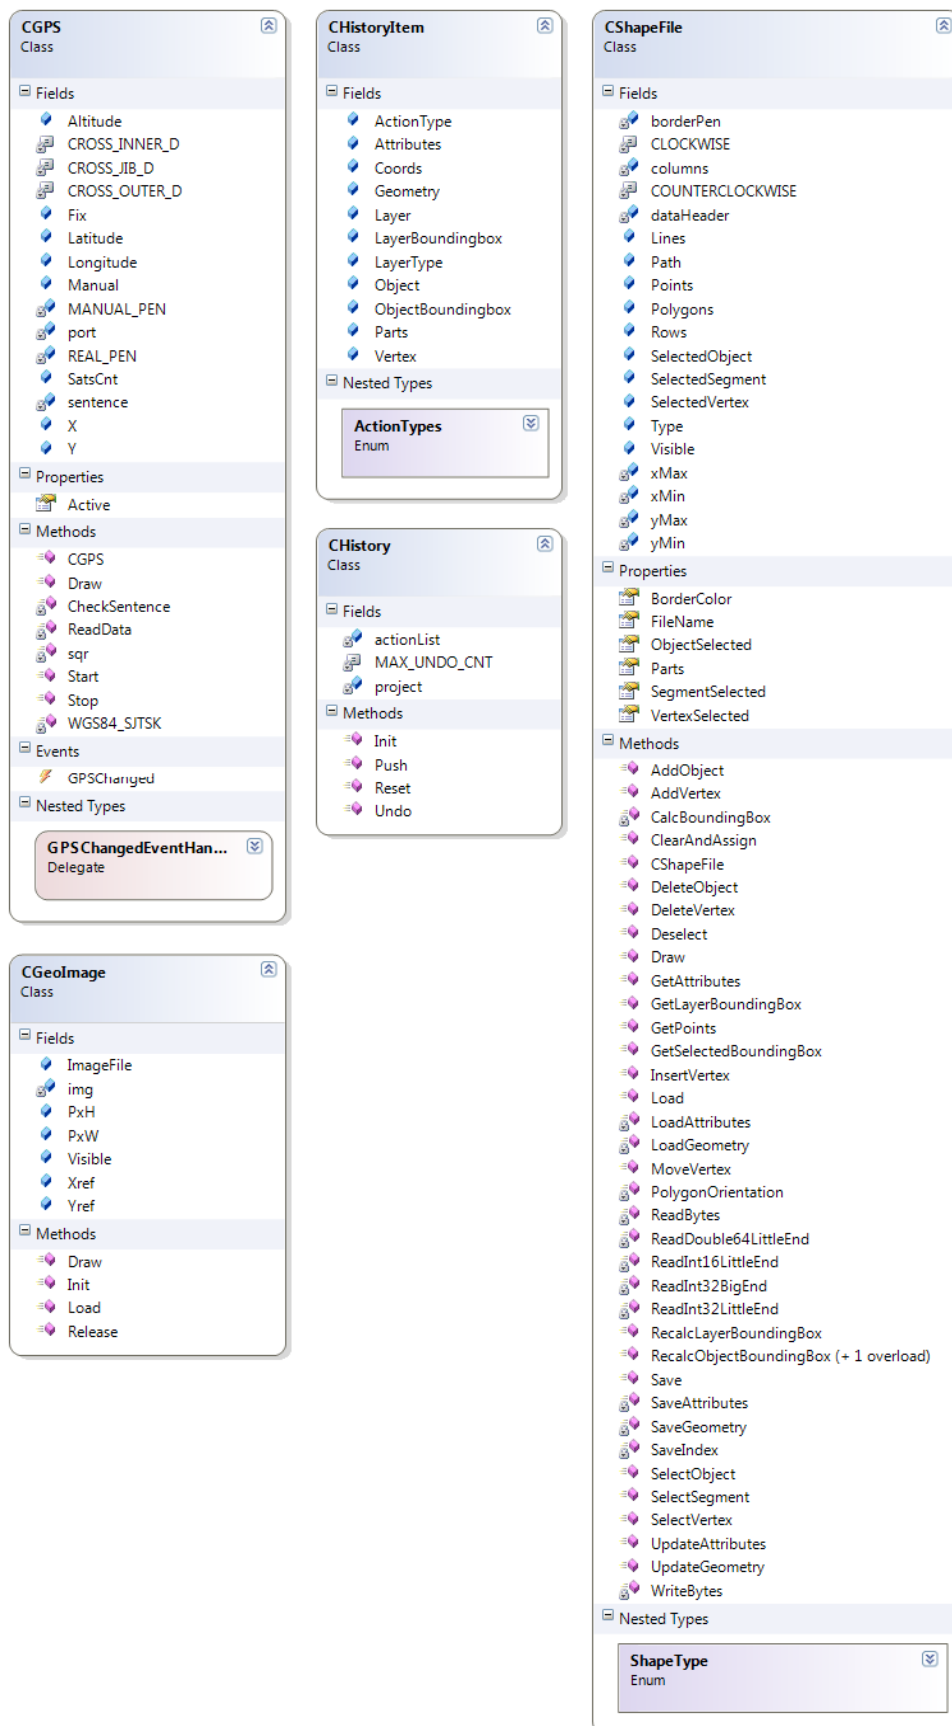 CGPS
Class
Fields
Altitude
CROSS_INNER_D
CROSS_JIB_D
CROSS_OUTER_D
Fix
Latitude
Longitude
Manual
MANUAL_PEN
port
REAL_PEN
SatsCnt
sentence
X
Y
Properties
Active
Methods
CGPS
Draw
CheckSentence
ReadData
sqr
Start
Stop
WGS84_SJTSK
Events
GPSChanged
Nested Types
GPSChangedEventHan...
Delegate
CGeoImage
Class
Fields
ImageFile
img
PxH
PxW
Visible
Xref
Yref
Methods
Draw
Init
Load
Release
CHistoryItem
Class
Fields
ActionType
Attributes
Coords
Geometry
Layer
LayerBoundingbox
LayerType
Object
ObjectBoundingbox
Parts
Vertex
Nested Types
ActionTypes
Enum
CHistory
Class
Fields
actionList
MAX_UNDO_CNT
project
Methods
Init
Push
Reset
Undo
CShapeFile
Class
Fields
borderPen
CLOCKWISE
columns
COUNTERCLOCKWISE
dataHeader
Lines
Path
Points
Polygons
Rows
SelectedObject
SelectedSegment
SelectedVertex
Type
Visible
xMax
xMin
yMax
yMin
Properties
BorderColor
FileName
ObjectSelected
Parts
SegmentSelected
VertexSelected
Methods
AddObject
AddVertex
CalcBoundingBox
ClearAndAssign
CShapeFile
DeleteObject
DeleteVertex
Deselect
Draw
GetAttributes
GetLayerBoundingBox
GetPoints
GetSelectedBoundingBox
InsertVertex
Load
LoadAttributes
LoadGeometry
MoveVertex
PolygonOrientation
ReadBytes
ReadDouble64LittleEnd
ReadInt16LittleEnd
ReadInt32BigEnd
ReadInt32LittleEnd
RecalcLayerBoundingBox
RecalcObjectBoundingBox (+ 1 overload)
Save
SaveAttributes
SaveGeometry
SaveIndex
SelectObject
SelectSegment
SelectVertex
UpdateAttributes
UpdateGeometry
WriteBytes
Nested Types
ShapeType
Enum